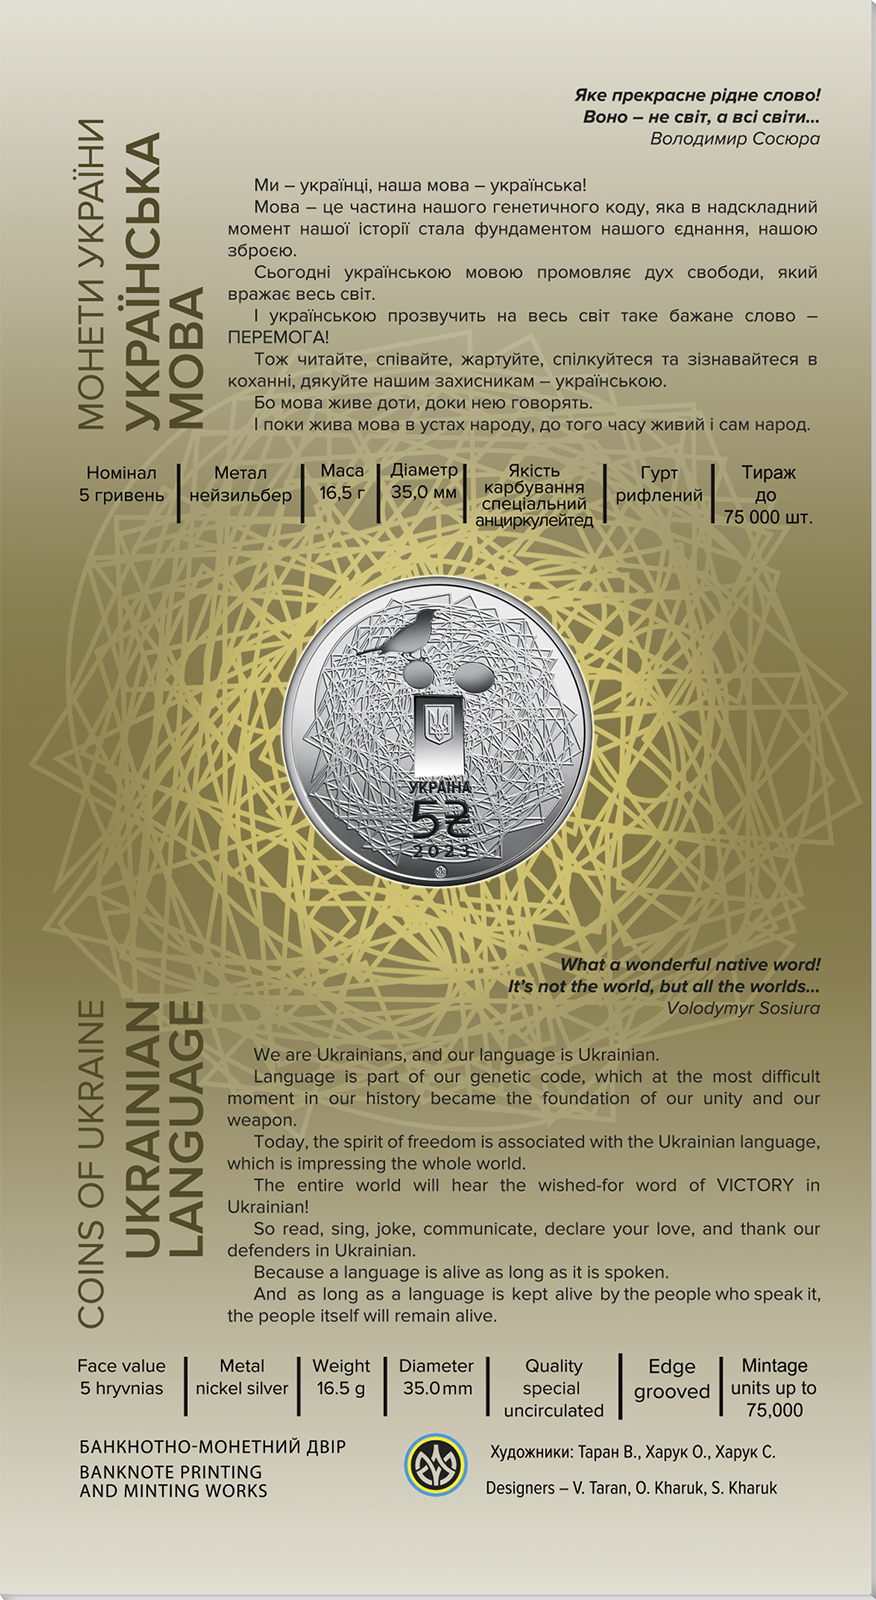 Яке прекрасне рідне слово!
Воно – не світ, а всі світи...
Володимир Сосюра
МОНЕТИ УКРАЇНИ
УКРАЇНСЬКА
МОВА
Ми – українці, наша мова – українська!
Мова – це частина нашого генетичного коду, яка в надскладний
момент нашої історії стала фундаментом нашого єднання, нашою
зброєю.
Сьогодні українською мовою промовляє дух свободи, який
вражає весь світ.
І українською прозвучить на весь світ таке бажане слово –
ПЕРЕМОГА!
Тож читайте, співайте, жартуйте, спілкуйтеся та зізнавайтеся в
коханні, дякуйте нашим захисникам – українською.
Бо мова живе доти, доки нею говорять.
І поки жива мова в устах народу, до того часу живий і сам народ.
Номінал
5 гривень
Метал
нейзильбер
Маса
16,5 г
Діаметр
35,0 мм
Якість
карбування
спеціальний
анциркулейтед
Гурт
рифлений
Тираж
до
75 000 шт.
УКРАЇНА
5₴
2023
What a wonderful native word!
It's not the world, but all the worlds...
Volodymyr Sosiura
COINS OF UKRAINE
UKRAINIAN
LANGUAGE
We are Ukrainians, and our language is Ukrainian.
Language is part of our genetic code, which at the most difficult
moment in our history became the foundation of our unity and our
weapon.
Today, the spirit of freedom is associated with the Ukrainian language,
which is impressing the whole world.
The entire world will hear the wished-for word of VICTORY in
Ukrainian!
So read, sing, joke, communicate, declare your love, and thank our
defenders in Ukrainian.
Because a language is alive as long as it is spoken.
And as long as a language is kept alive by the people who speak it,
the people itself will remain alive.
Face value
5 hryvnias
Metal
nickel silver
Weight
16.5 g
Diameter
35.0 mm
Quality
special
uncirculated
Edge
grooved
Mintage
units up to
75,000
БАНКНОТНО-МОНЕТНИЙ ДВІР
BANKNOTE PRINTING
AND MINTING WORKS
Художники: Таран В., Харук О., Харук С.
Designers – V. Taran, O. Kharuk, S. Kharuk